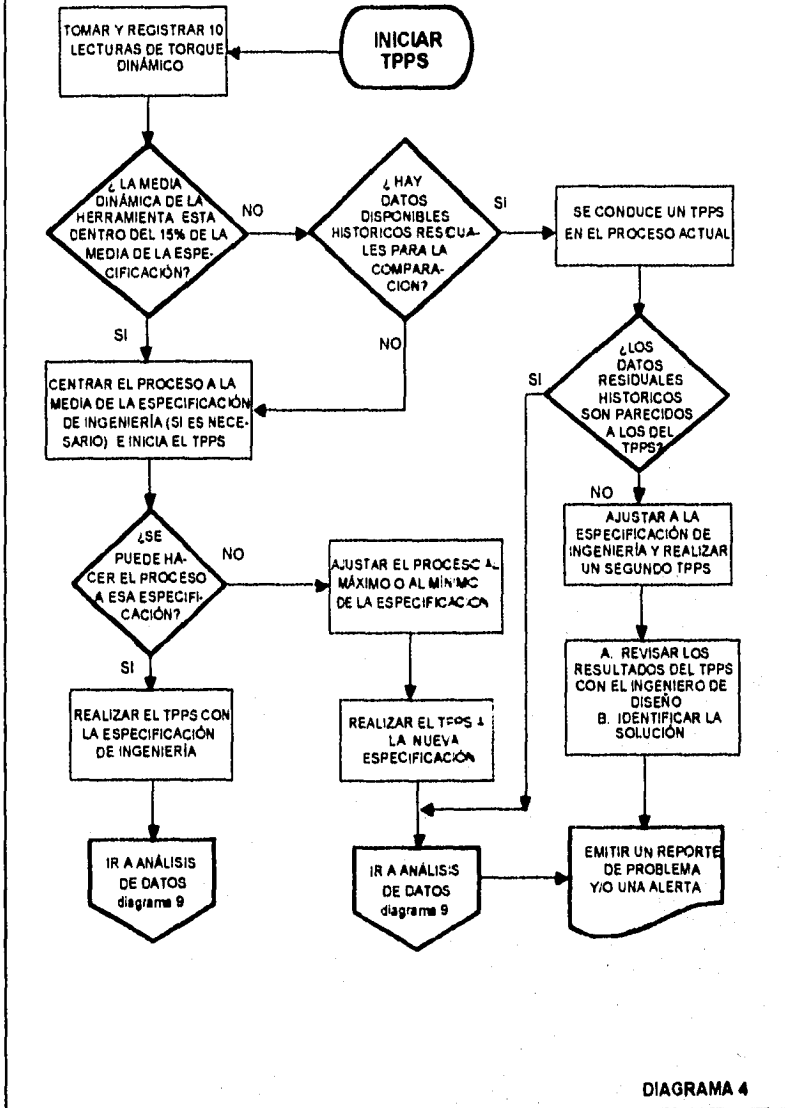 INICIAR
TPPS
TOMAR Y REGISTRAR 10
LECTURAS DE TORQUE
DINÁMICO
¿ LA MEDIA
DINÁMICA DE LA
HERRAMIENTA ESTA
DENTRO DEL 15% DE LA
MEDIA DE LA ESPE-
CIFICACIÓN?
NO
SI
¿ HAY
DATOS
DISPONIBLES
HISTORICOS RESCUA-
LES PARA LA
COMPARA-
CION?
SI
NO
SE CONDUCE UN TPPS
EN EL PROCESO ACTUAL
¿LOS
DATOS
RESIDUALES
HISTORICOS
SON PARECIDOS
A LOS DEL
TPPS?
SI
NO
CENTRAR EL PROCESO A LA
MEDIA DE LA ESPECIFICACIÓN
DE INGENIERÍA (SI ES NECE-
SARIO) E INICIA EL TPPS
¿SE
PUEDE HA-
CER EL PROCESO
A ESA ESPECIFI-
CACIÓN?
NO
SI
AJUSTAR EL PROCESO AL
MÁXIMO O AL MÍNIMO
DE LA ESPECIFICACIÓN
AJUSTAR A LA
ESPECIFICACIÓN DE
INGENIERÍA Y REALIZAR
UN SEGUNDO TPPS
REALIZAR EL TPPS CON
LA ESPECIFICACIÓN
DE INGENIERÍA
REALIZAR EL TPPS A
LA NUEVA
ESPECIFICACIÓN
A. REVISAR LOS
RESULTADOS DEL TPPS
CON EL INGENIERO DE
DISEÑO
B. IDENTIFICAR LA
SOLUCIÓN
IR A ANÁLISIS
DE DATOS
diagrama 9
IR A ANÁLISIS
DE DATOS
diagrama 9
EMITIR UN REPORTE
DE PROBLEMA
Y/O UNA ALERTA
DIAGRAMA 4